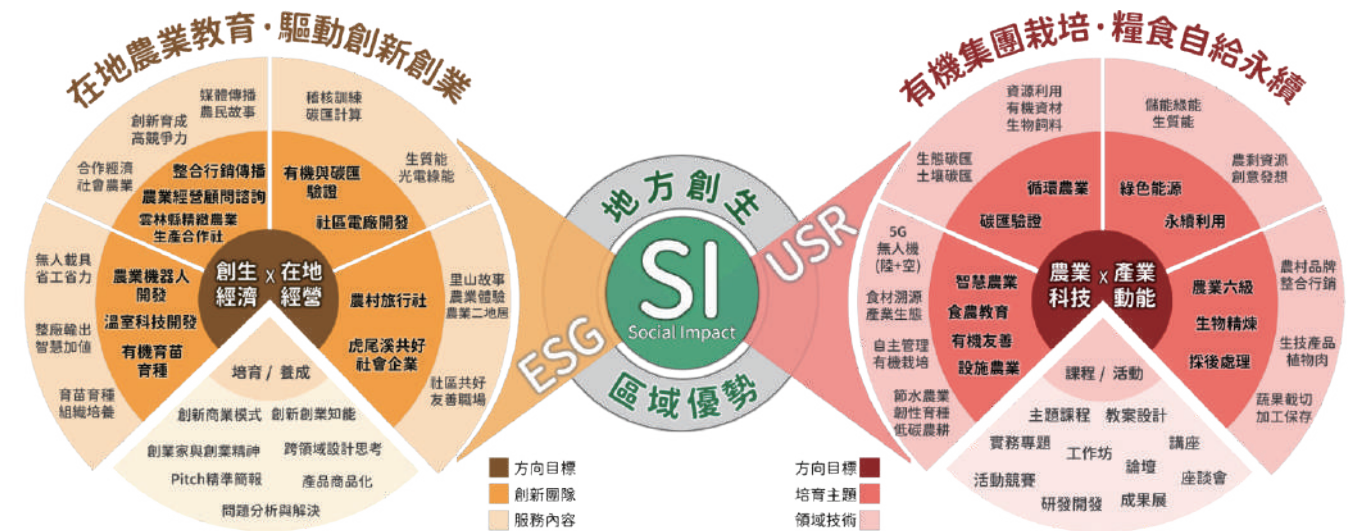 在地農業教育·驅動創新創業
媒體傳播
農民故事
創新育成
高競爭力
合作經濟
社會農業
稽核訓練
碳匯計算
生質能
光電綠能
整合行銷傳播
農業經營顧問諮詢
雲林縣精緻農業
生產合作社
有機與碳匯
驗證
社區電廠開發
無人載具
省工省力
整廠輸出
智慧加值
育苗育種
組織培養
農業機器人
開發
溫室科技開發
有機育苗
育種
創生 x 在地
經濟 經營
農村旅行社
虎尾溪共好
社會企業
里山故事
農業體驗
農業二地居
社區共好
友善職場
培育 / 養成
創新商業模式 創新創業知能
創業家與創業精神 跨領域設計思考
Pitch精準簡報 產品商品化
問題分析與解決
方向目標
創新團隊
服務內容
ESG
地方創生
SI
Social Impact
區域優勢
USR
有機集團栽培·糧食自給永續
資源利用
有機資材
生物飼料
儲能綠能
生質能
生態碳匯
土壤碳匯
農剩資源
創意發想
循環農業
碳匯驗證
綠色能源
永續利用
5G
無人機
(陸+空)
食材溯源
產業生態
自主管理
有機栽培
節水農業
韌性育種
低碳農耕
智慧農業
食農教育
有機友善
設施農業
農業 x 產業
科技 動能
農業六級
生物精煉
採後處理
農村品牌
整合行銷
生技產品
植物肉
蔬果截切
加工保存
課程 / 活動
主題課程 教案設計
實務專題 工作坊 講座
活動競賽 論壇 座談會
研發開發 成果展
方向目標
培育主題
領域技術